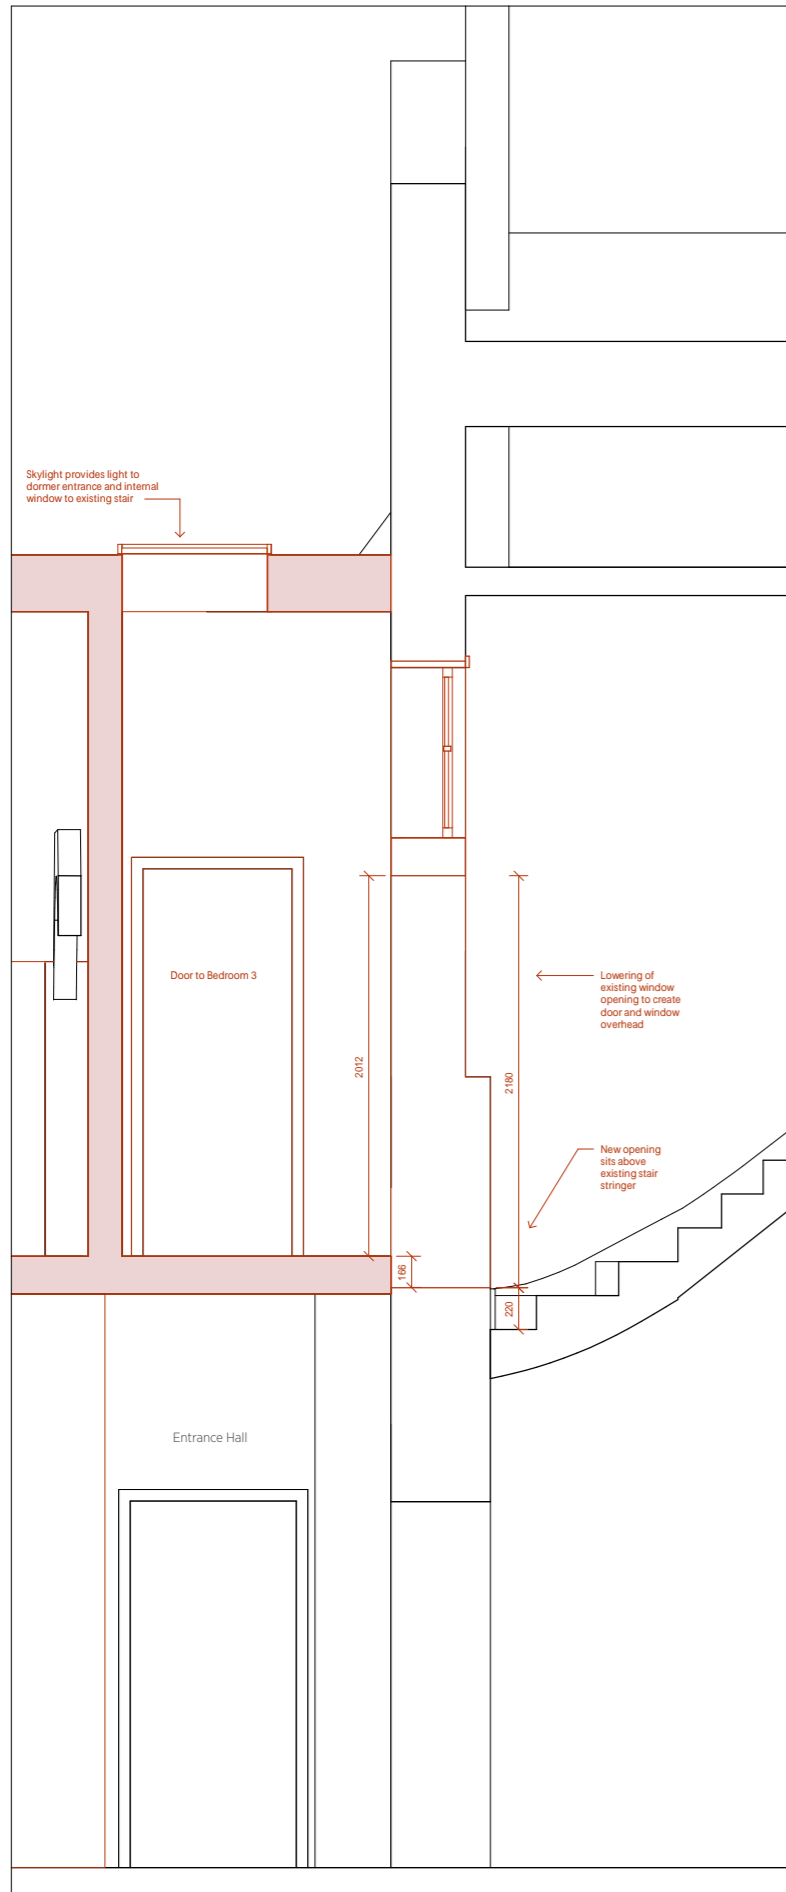 Skylight provides light to
dormer entrance and internal
window to existing stair
Door to Bedroom 3
Lowering of
existing window
opening to create
door and window
overhead
2012
2180
New opening
sits above
existing stair
stringer
166
220
Entrance Hall